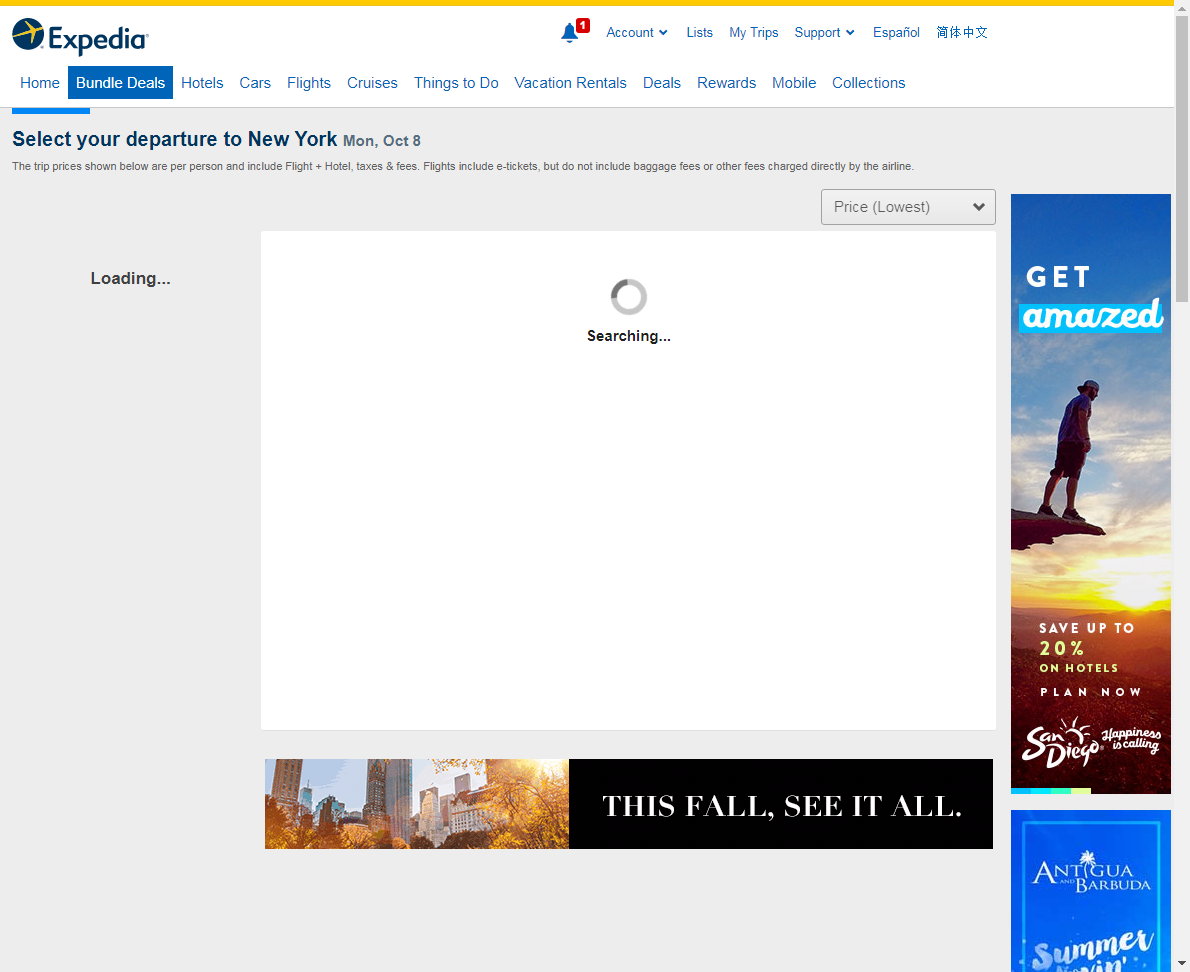 Expedia
1
Account
Lists
My Trips
Support
Español
简体中文
Home
Bundle Deals
Hotels
Cars
Flights
Cruises
Things to Do
Vacation Rentals
Deals
Rewards
Mobile
Collections
Select your departure to New York Mon, Oct 8
The trip prices shown below are per person and include Flight + Hotel, taxes & fees. Flights include e-tickets, but do not include baggage fees or other fees charged directly by the airline.
Price (Lowest)
Loading...
Searching...
GET
amazed
SAVE UP TO
20%
ON HOTELS
PLAN NOW
San Diego
Happiness
is calling
THIS FALL, SEE IT ALL.
ANTIGUA
AND BARBUDA
Summer